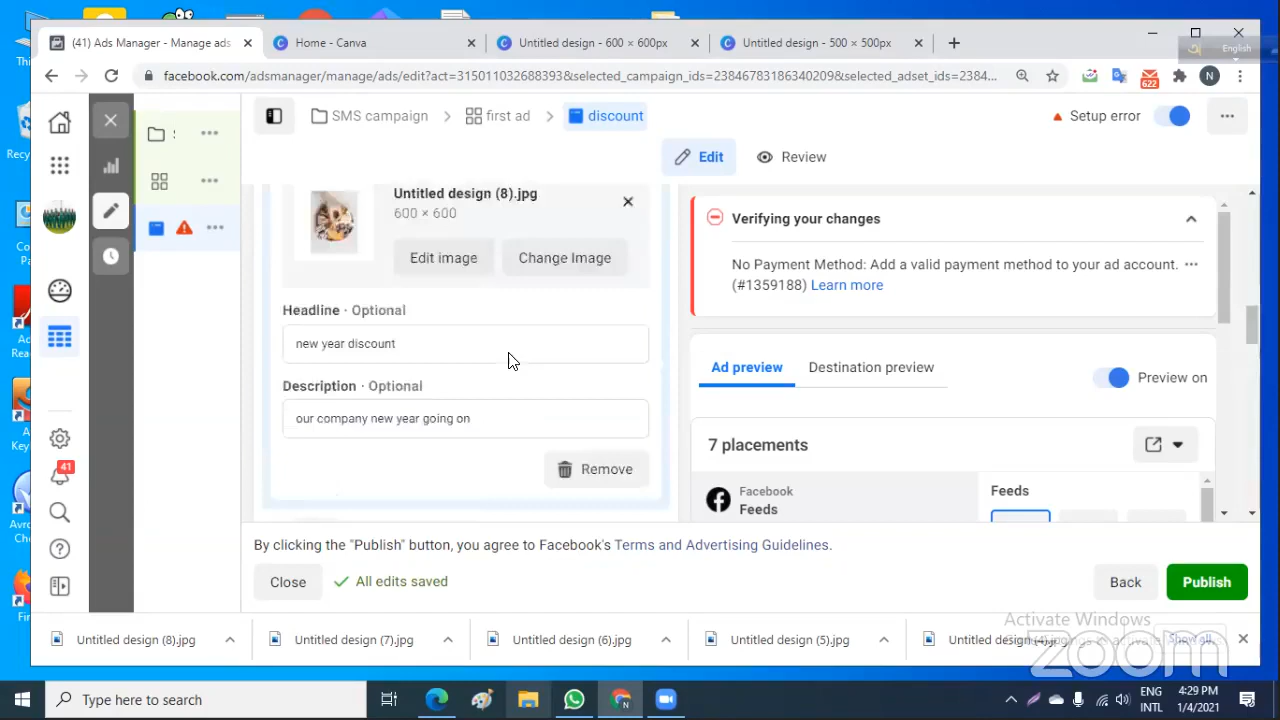 (41) Ads Manager - Manage ads
Home - Canva
Untitled design - 600 × 600px
Untitled design - 500 × 500px
English
facebook.com/adsmanager/manage/ads/edit?act=315011032688393&selected_campaign_ids=23846783186340209&selected_adset_ids=2384...
622
N
SMS campaign
first ad
discount
Setup error
Edit
Review
Untitled design (8).jpg
600 × 600
Edit image
Change Image
Headline · Optional
new year discount
Description · Optional
our company new year going on
Remove
Verifying your changes
No Payment Method: Add a valid payment method to your ad account.
(#1359188) Learn more
Ad preview
Destination preview
Preview on
7 placements
Facebook
Feeds
Feeds
41
By clicking the "Publish" button, you agree to Facebook's Terms and Advertising Guidelines.
Close
All edits saved
Back
Publish
Activate Windows
Untitled design (8).jpg
Untitled design (7).jpg
Untitled design (6).jpg
Untitled design (5).jpg
Untitled design (4).jpg
Show all
zoom
Type here to search
ENG
INTL
4:29 PM
1/4/2021